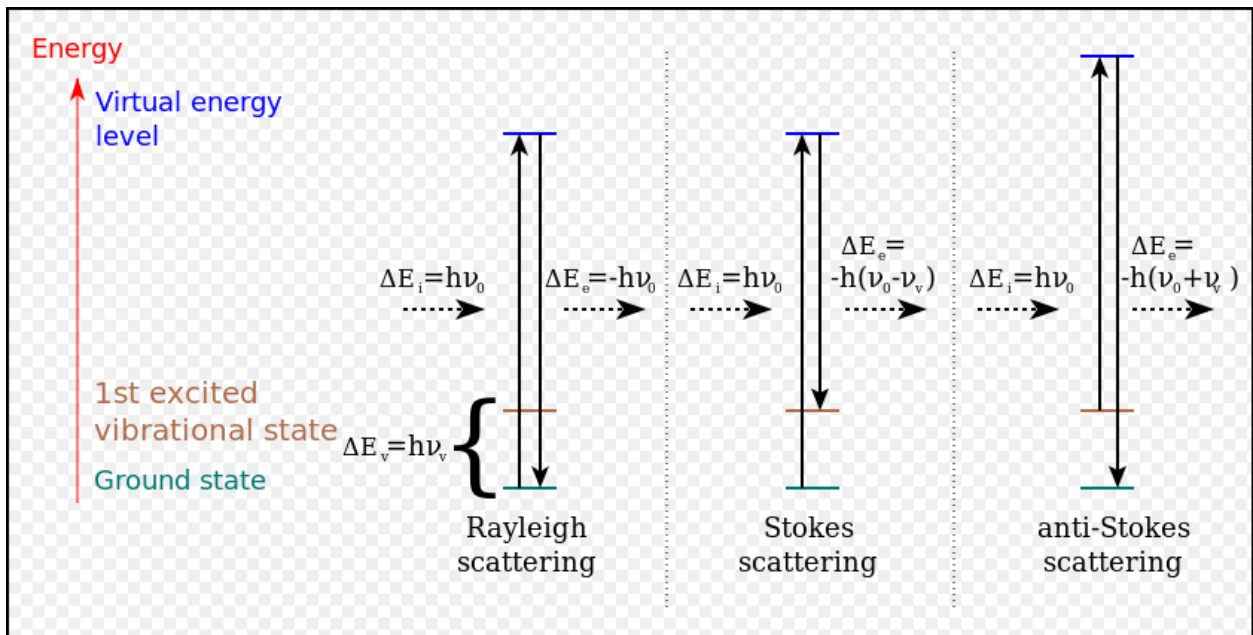 Energy
Virtual energy
level
1st excited
vibrational state
Ground state
ΔEᵥ=hνᵥ
ΔEᵢ=hν₀
ΔEₑ=-hν₀
Rayleigh
scattering
ΔEᵢ=hν₀
ΔEₑ=
-h(ν₀-νᵥ)
Stokes
scattering
ΔEᵢ=hν₀
ΔEₑ=
-h(ν₀+νᵥ)
anti-Stokes
scattering